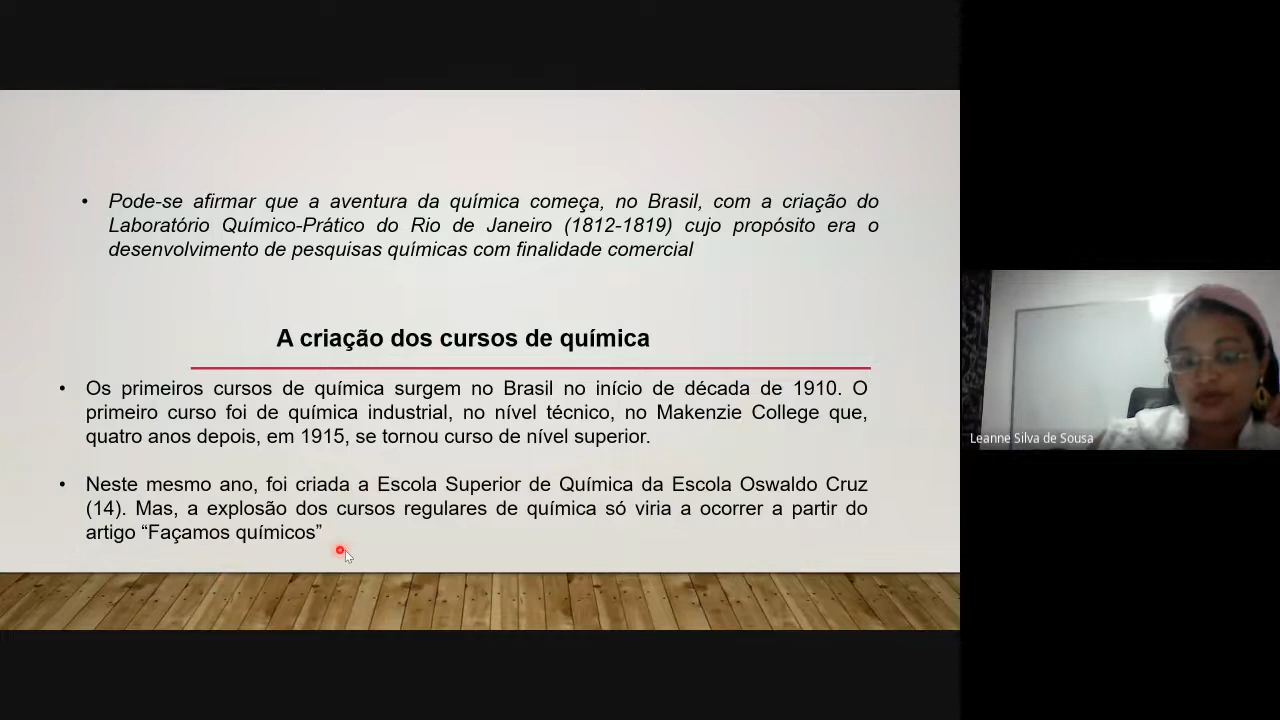 • Pode-se afirmar que a aventura da química começa, no Brasil, com a criação do
Laboratório Químico-Prático do Rio de Janeiro (1812-1819) cujo propósito era o
desenvolvimento de pesquisas químicas com finalidade comercial
A criação dos cursos de química
• Os primeiros cursos de química surgem no Brasil no início de década de 1910. O
primeiro curso foi de química industrial, no nível técnico, no Makenzie College que,
quatro anos depois, em 1915, se tornou curso de nível superior.
• Neste mesmo ano, foi criada a Escola Superior de Química da Escola Oswaldo Cruz
(14). Mas, a explosão dos cursos regulares de química só viria a ocorrer a partir do
artigo “Façamos químicos”
Leanne Silva de Sousa